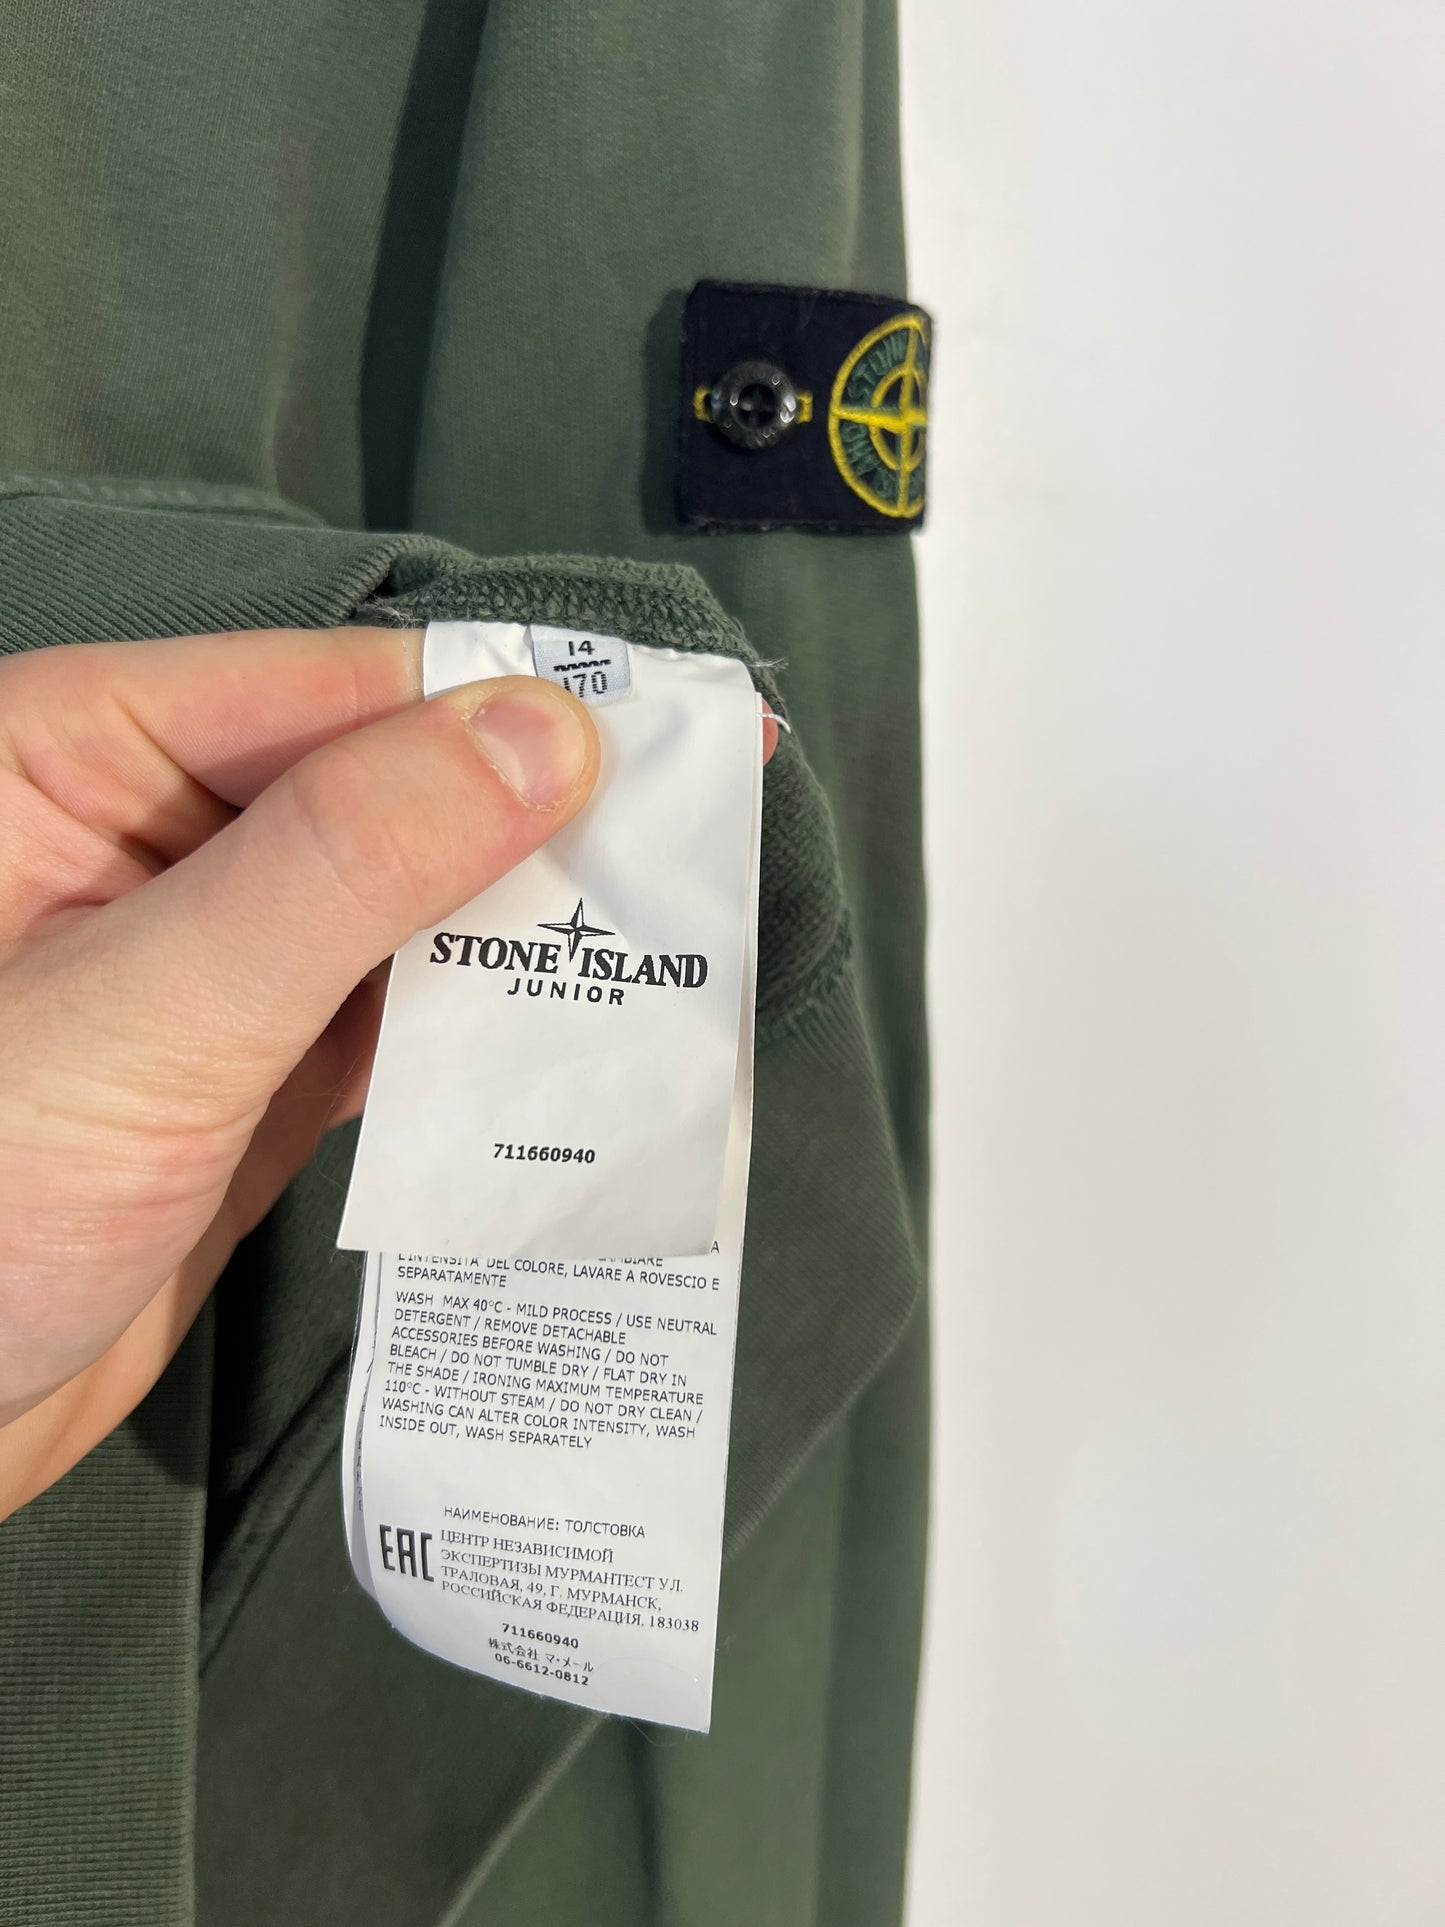 STONE
14
170
STONE ISLAND
JUNIOR
711660940
L'INTENSITA' DEL COLORE, LAVARE A ROVESCIO E
SEPARATAMENTE
WASH MAX 40°C - MILD PROCESS / USE NEUTRAL
DETERGENT / REMOVE DETACHABLE
ACCESSORIES BEFORE WASHING / DO NOT
BLEACH / DO NOT TUMBLE DRY / FLAT DRY IN
THE SHADE / IRONING MAXIMUM TEMPERATURE
110°C - WITHOUT STEAM / DO NOT DRY CLEAN /
WASHING CAN ALTER COLOR INTENSITY, WASH
INSIDE OUT, WASH SEPARATELY
НАИМЕНОВАНИЕ: ТОЛСТОВКА
EAC
ЦЕНТР НЕЗАВИСИМОЙ
ЭКСПЕРТИЗЫ МУРМАНТЕСТ УЛ.
ТРАЛОВАЯ, 49, Г. МУРМАНСК,
РОССИЙСКАЯ ФЕДЕРАЦИЯ, 183038
711660940
株式会社 マ・メール
06-6612-0812